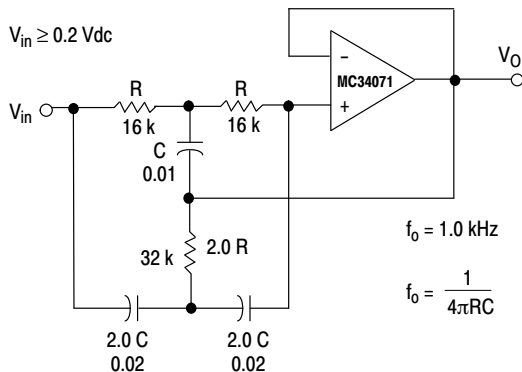 V_in ≥ 0.2 Vdc
V_in
R
16 k
R
16 k
−
MC34071
+
V_O
C
0.01
32 k
2.0 R
2.0 C
0.02
2.0 C
0.02
f_o = 1.0 kHz
f_o = 1 / 4πRC